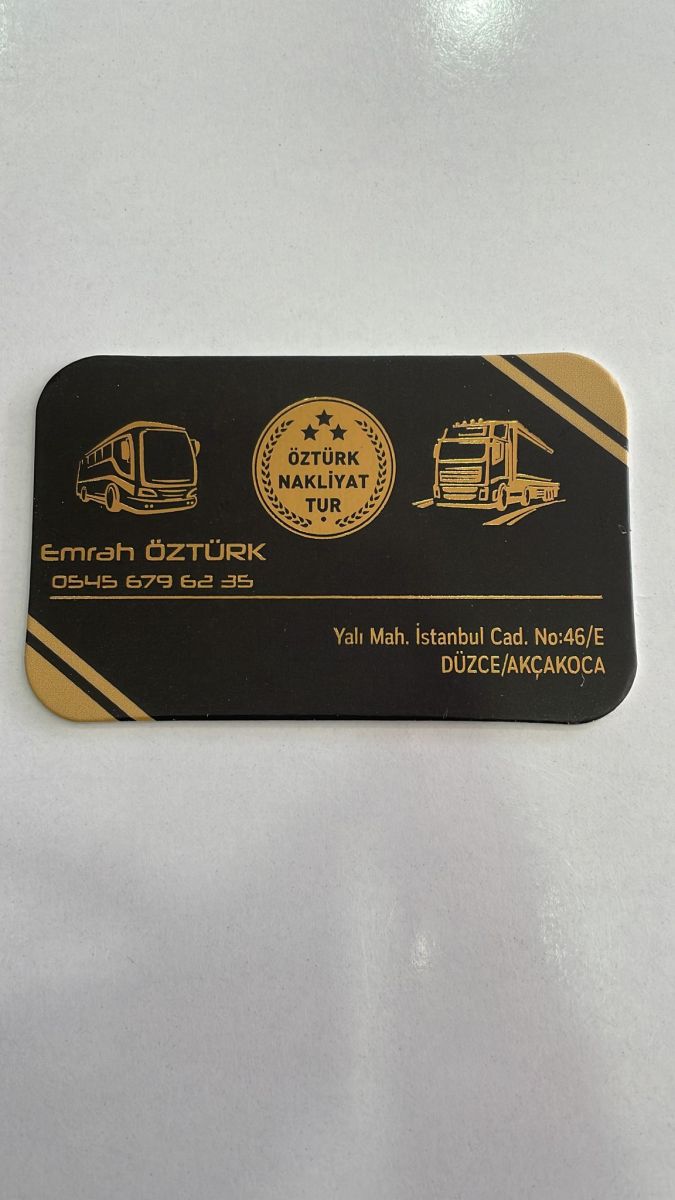 ÖZTÜRK
NAKLİYAT
TUR
Emrah ÖZTÜRK
0545 679 62 35
Yalı Mah. İstanbul Cad. No:46/E
DÜZCE/AKÇAKOCA